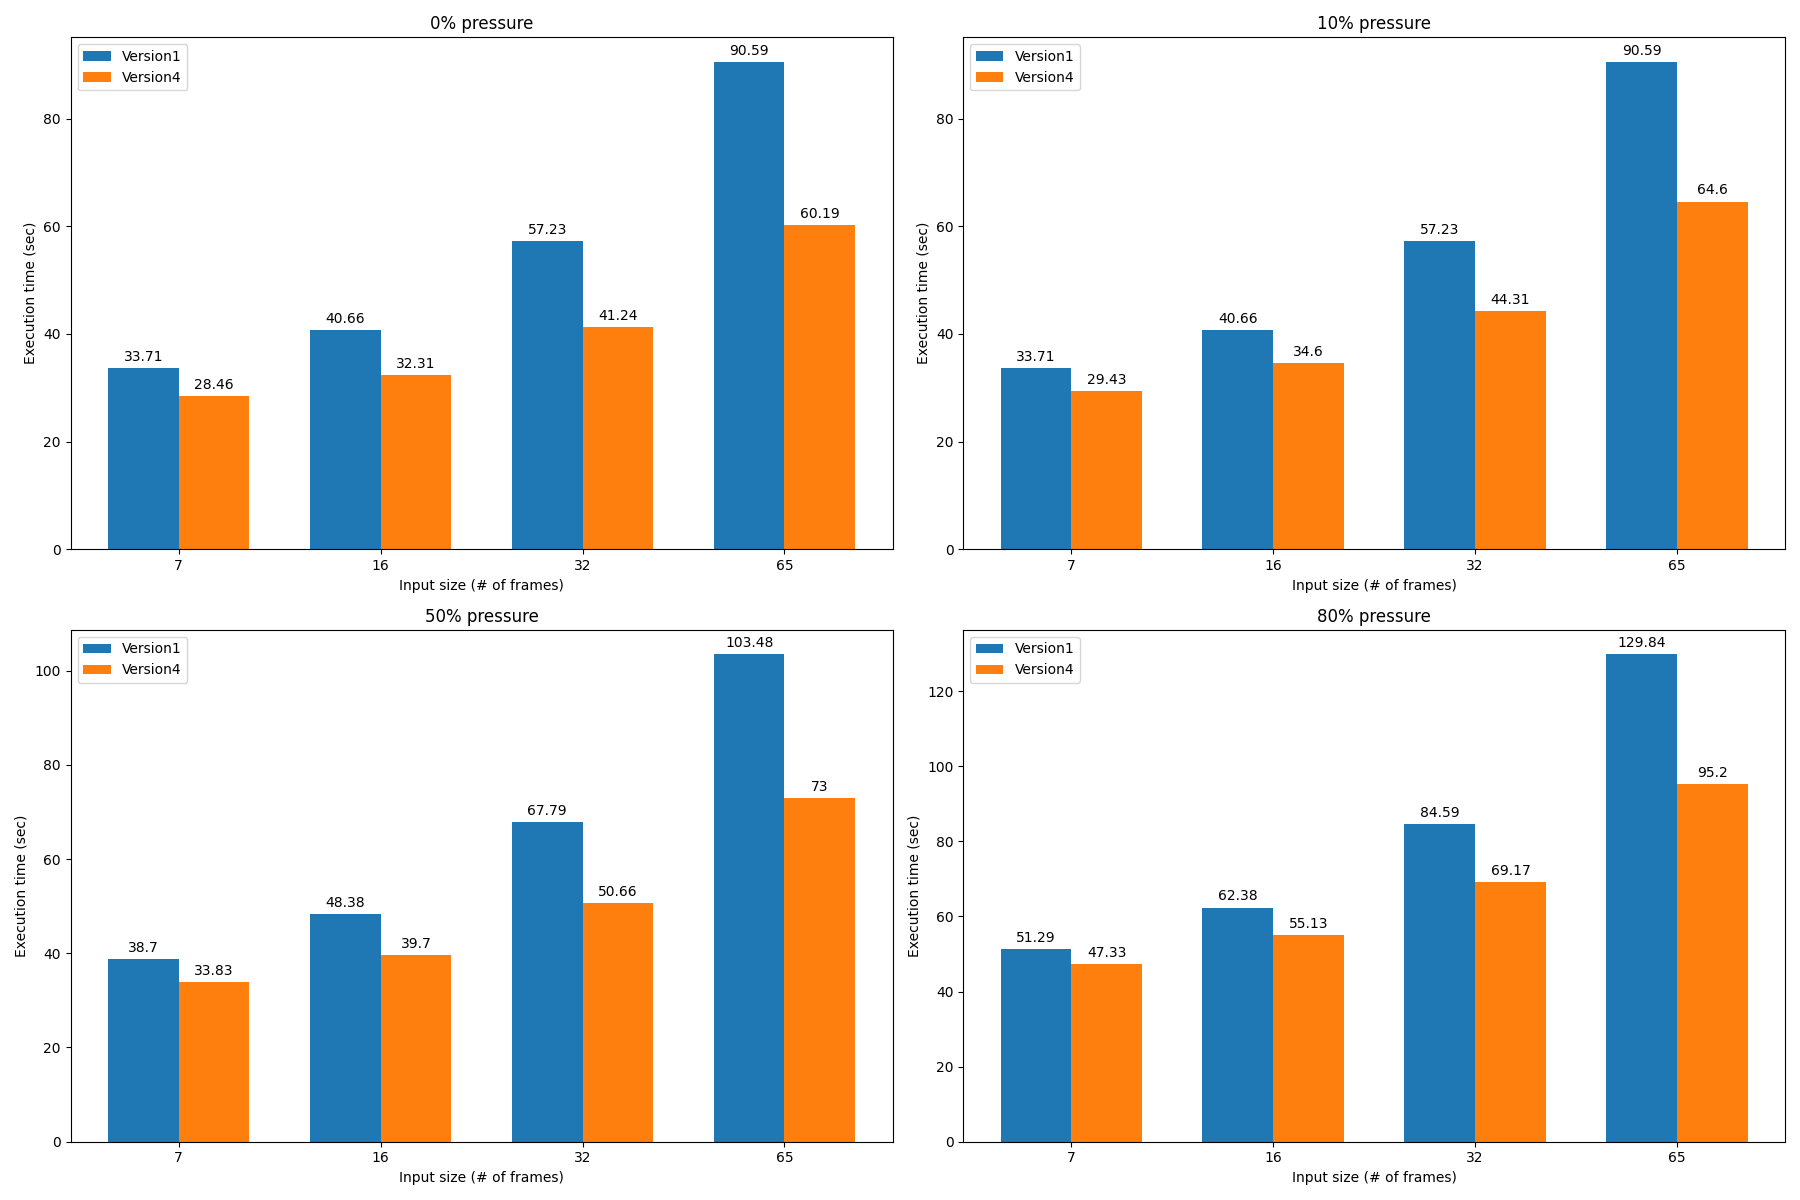 0% pressure
Version1
Version4
90.59
60.19
57.23
41.24
40.66
32.31
33.71
28.46
80
60
40
20
0
Execution time (sec)
7 16 32 65
Input size (# of frames)
10% pressure
Version1
Version4
90.59
64.6
57.23
44.31
40.66
34.6
33.71
29.43
80
60
40
20
0
Execution time (sec)
7 16 32 65
Input size (# of frames)
50% pressure
Version1
Version4
103.48
73
67.79
50.66
48.38
39.7
38.7
33.83
100
80
60
40
20
0
Execution time (sec)
7 16 32 65
Input size (# of frames)
80% pressure
Version1
Version4
129.84
95.2
84.59
69.17
62.38
55.13
51.29
47.33
120
100
80
60
40
20
0
Execution time (sec)
7 16 32 65
Input size (# of frames)